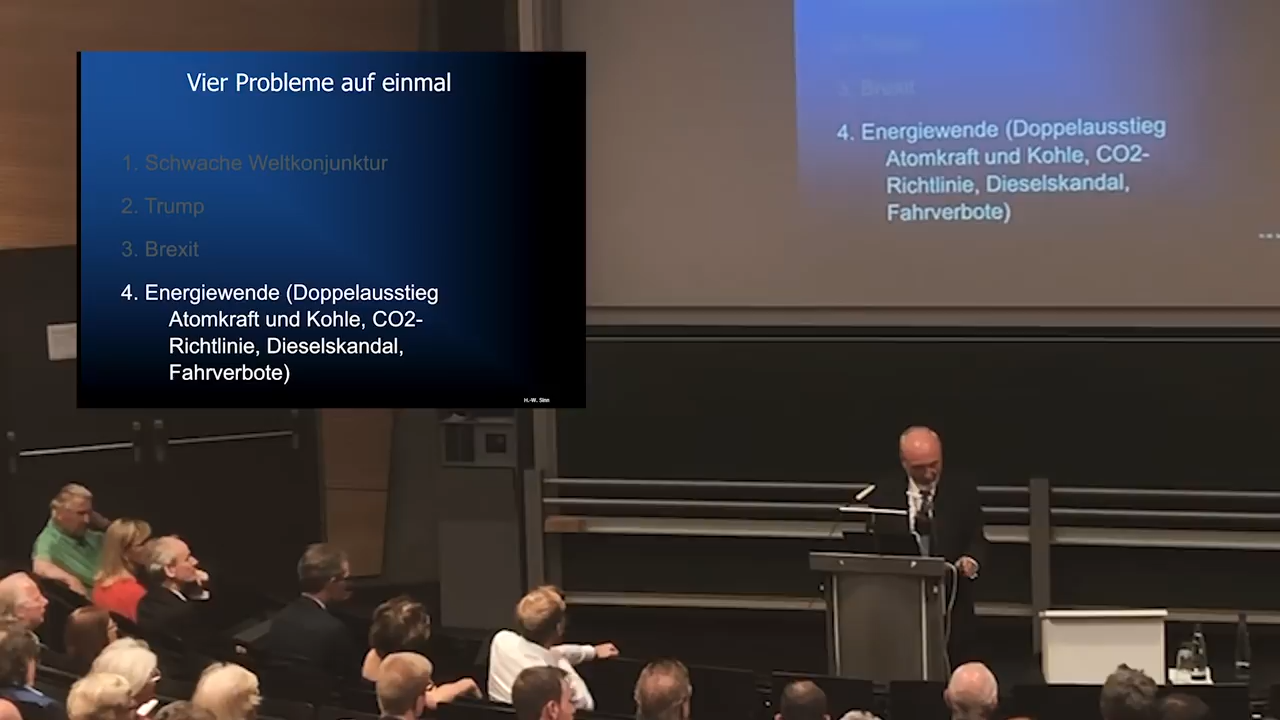 Vier Probleme auf einmal
1. Schwache Weltkonjunktur
2. Trump
3. Brexit
4. Energiewende (Doppelausstieg
Atomkraft und Kohle, CO2-
Richtlinie, Dieselskandal,
Fahrverbote)
H.-W. Sinn
3. Brexit
4. Energiewende (Doppelausstieg
Atomkraft und Kohle, CO2-
Richtlinie, Dieselskandal,
Fahrverbote)